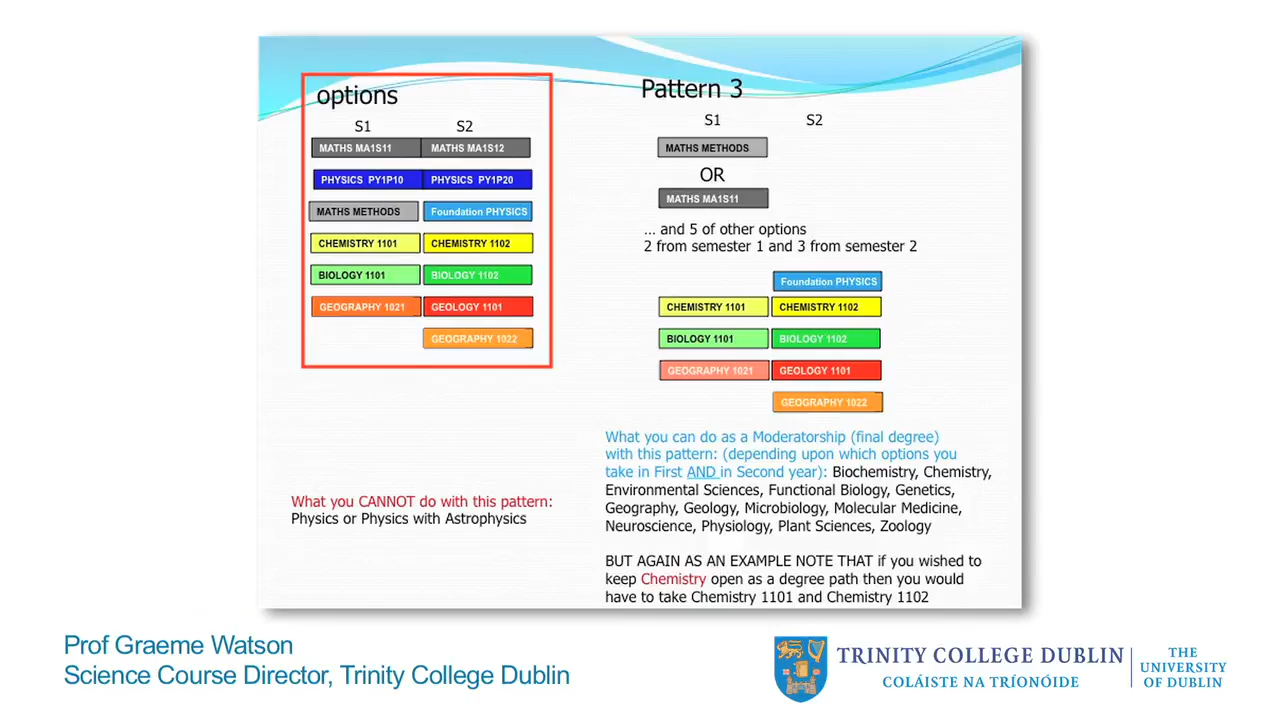 options
S1 S2
MATHS MA1S11 MATHS MA1S12
PHYSICS PY1P10 PHYSICS PY1P20
MATHS METHODS Foundation PHYSICS
CHEMISTRY 1101 CHEMISTRY 1102
BIOLOGY 1101 BIOLOGY 1102
GEOGRAPHY 1021 GEOLOGY 1101
GEOGRAPHY 1022
What you CANNOT do with this pattern:
Physics or Physics with Astrophysics
Pattern 3
S1 S2
MATHS METHODS
OR
MATHS MA1S11
... and 5 of other options
2 from semester 1 and 3 from semester 2
Foundation PHYSICS
CHEMISTRY 1101 CHEMISTRY 1102
BIOLOGY 1101 BIOLOGY 1102
GEOGRAPHY 1021 GEOLOGY 1101
GEOGRAPHY 1022
What you can do as a Moderatorship (final degree)
with this pattern: (depending upon which options you
take in First AND in Second year): Biochemistry, Chemistry,
Environmental Sciences, Functional Biology, Genetics,
Geography, Geology, Microbiology, Molecular Medicine,
Neuroscience, Physiology, Plant Sciences, Zoology
BUT AGAIN AS AN EXAMPLE NOTE THAT if you wished to
keep Chemistry open as a degree path then you would
have to take Chemistry 1101 and Chemistry 1102
Prof Graeme Watson
Science Course Director, Trinity College Dublin
TRINITY COLLEGE DUBLIN
COLÁISTE NA TRÍONÓIDE
THE
UNIVERSITY
OF DUBLIN